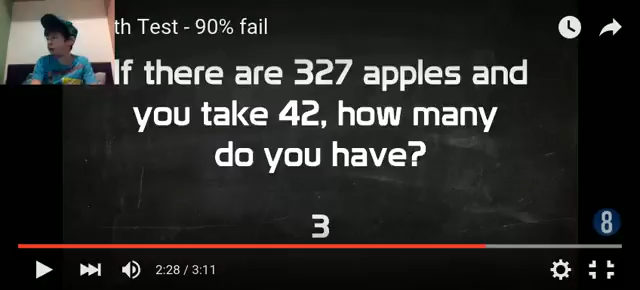 th Test - 90% fail
If there are 327 apples and
you take 42, how many
do you have?
3
8
2:28 / 3:11